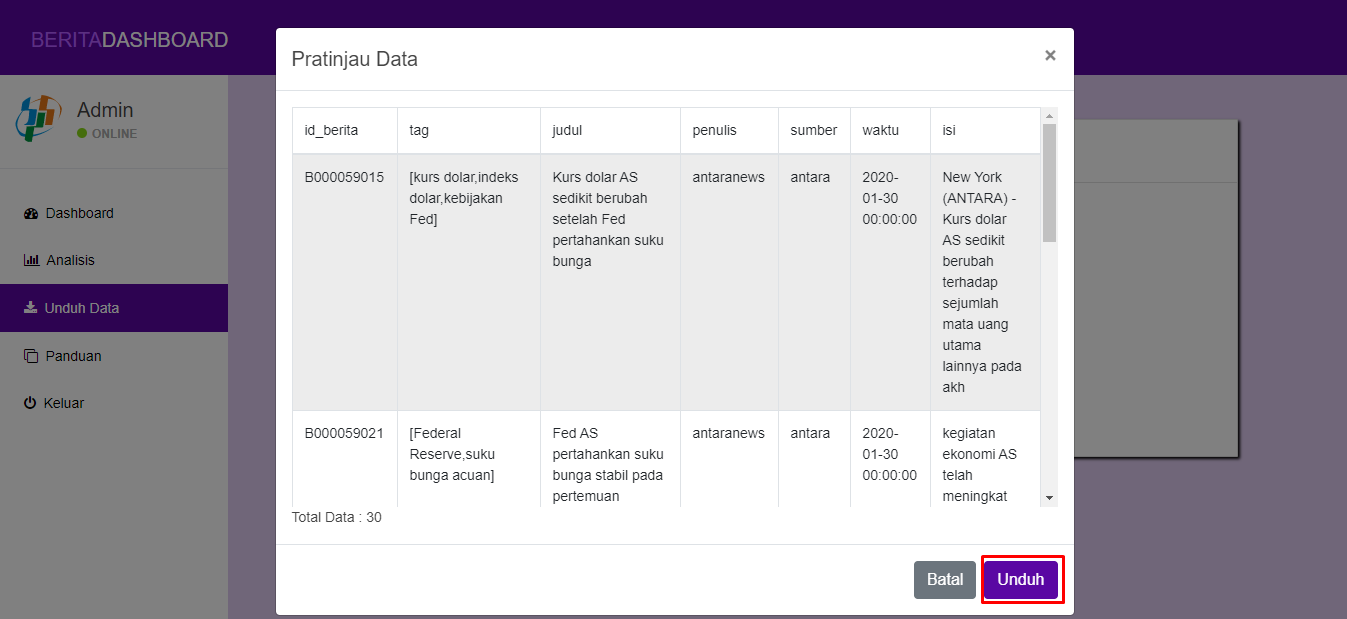 BERITADASHBOARD
Admin
ONLINE
Dashboard
Analisis
Unduh Data
Panduan
Keluar
Pratinjau Data
×
id_berita tag judul penulis sumber waktu isi
B000059015 [kurs dolar,indeks Kurs dolar AS antaranews antara 2020- New York
dolar,kebijakan sedikit berubah 01-30 (ANTARA) -
Fed] setelah Fed 00:00:00 Kurs dolar
pertahankan suku AS sedikit
bunga berubah
terhadap
sejumlah
mata uang
utama
lainnya pada
akh
B000059021 [Federal Fed AS antaranews antara 2020- kegiatan
Reserve,suku pertahankan suku 01-30 ekonomi AS
bunga acuan] bunga stabil pada 00:00:00 telah
pertemuan meningkat
Total Data : 30
Batal Unduh